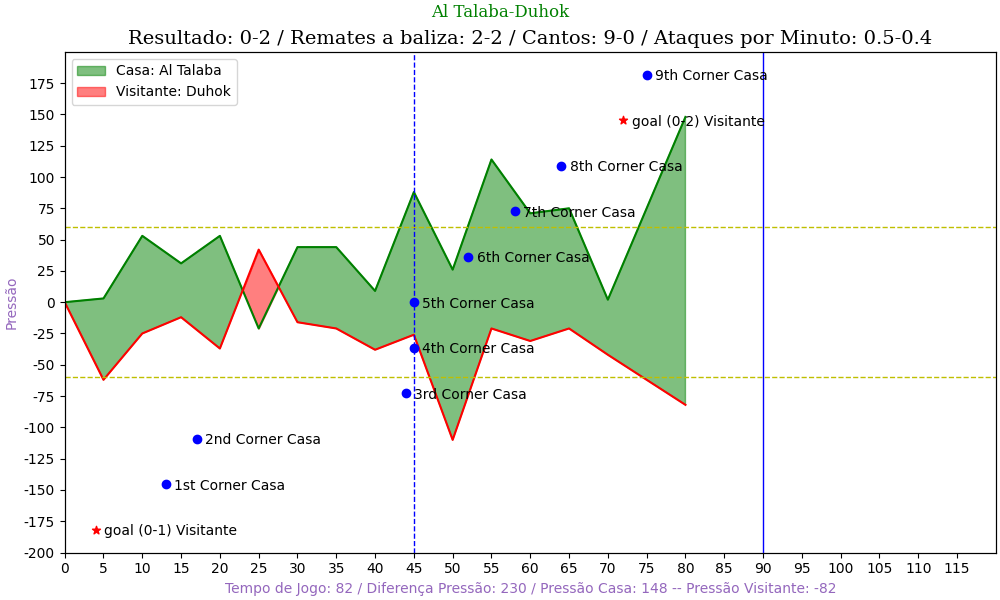 Al Talaba-Duhok
Resultado: 0-2 / Remates a baliza: 2-2 / Cantos: 9-0 / Ataques por Minuto: 0.5-0.4
Casa: Al Talaba
Visitante: Duhok
9th Corner Casa
goal (0-2) Visitante
8th Corner Casa
7th Corner Casa
6th Corner Casa
5th Corner Casa
4th Corner Casa
3rd Corner Casa
2nd Corner Casa
1st Corner Casa
goal (0-1) Visitante
Pressão
175
150
125
100
75
50
25
0
-25
-50
-75
-100
-125
-150
-175
-200
0 5 10 15 20 25 30 35 40 45 50 55 60 65 70 75 80 85 90 95 100 105 110 115
Tempo de Jogo: 82 / Diferença Pressão: 230 / Pressão Casa: 148 -- Pressão Visitante: -82